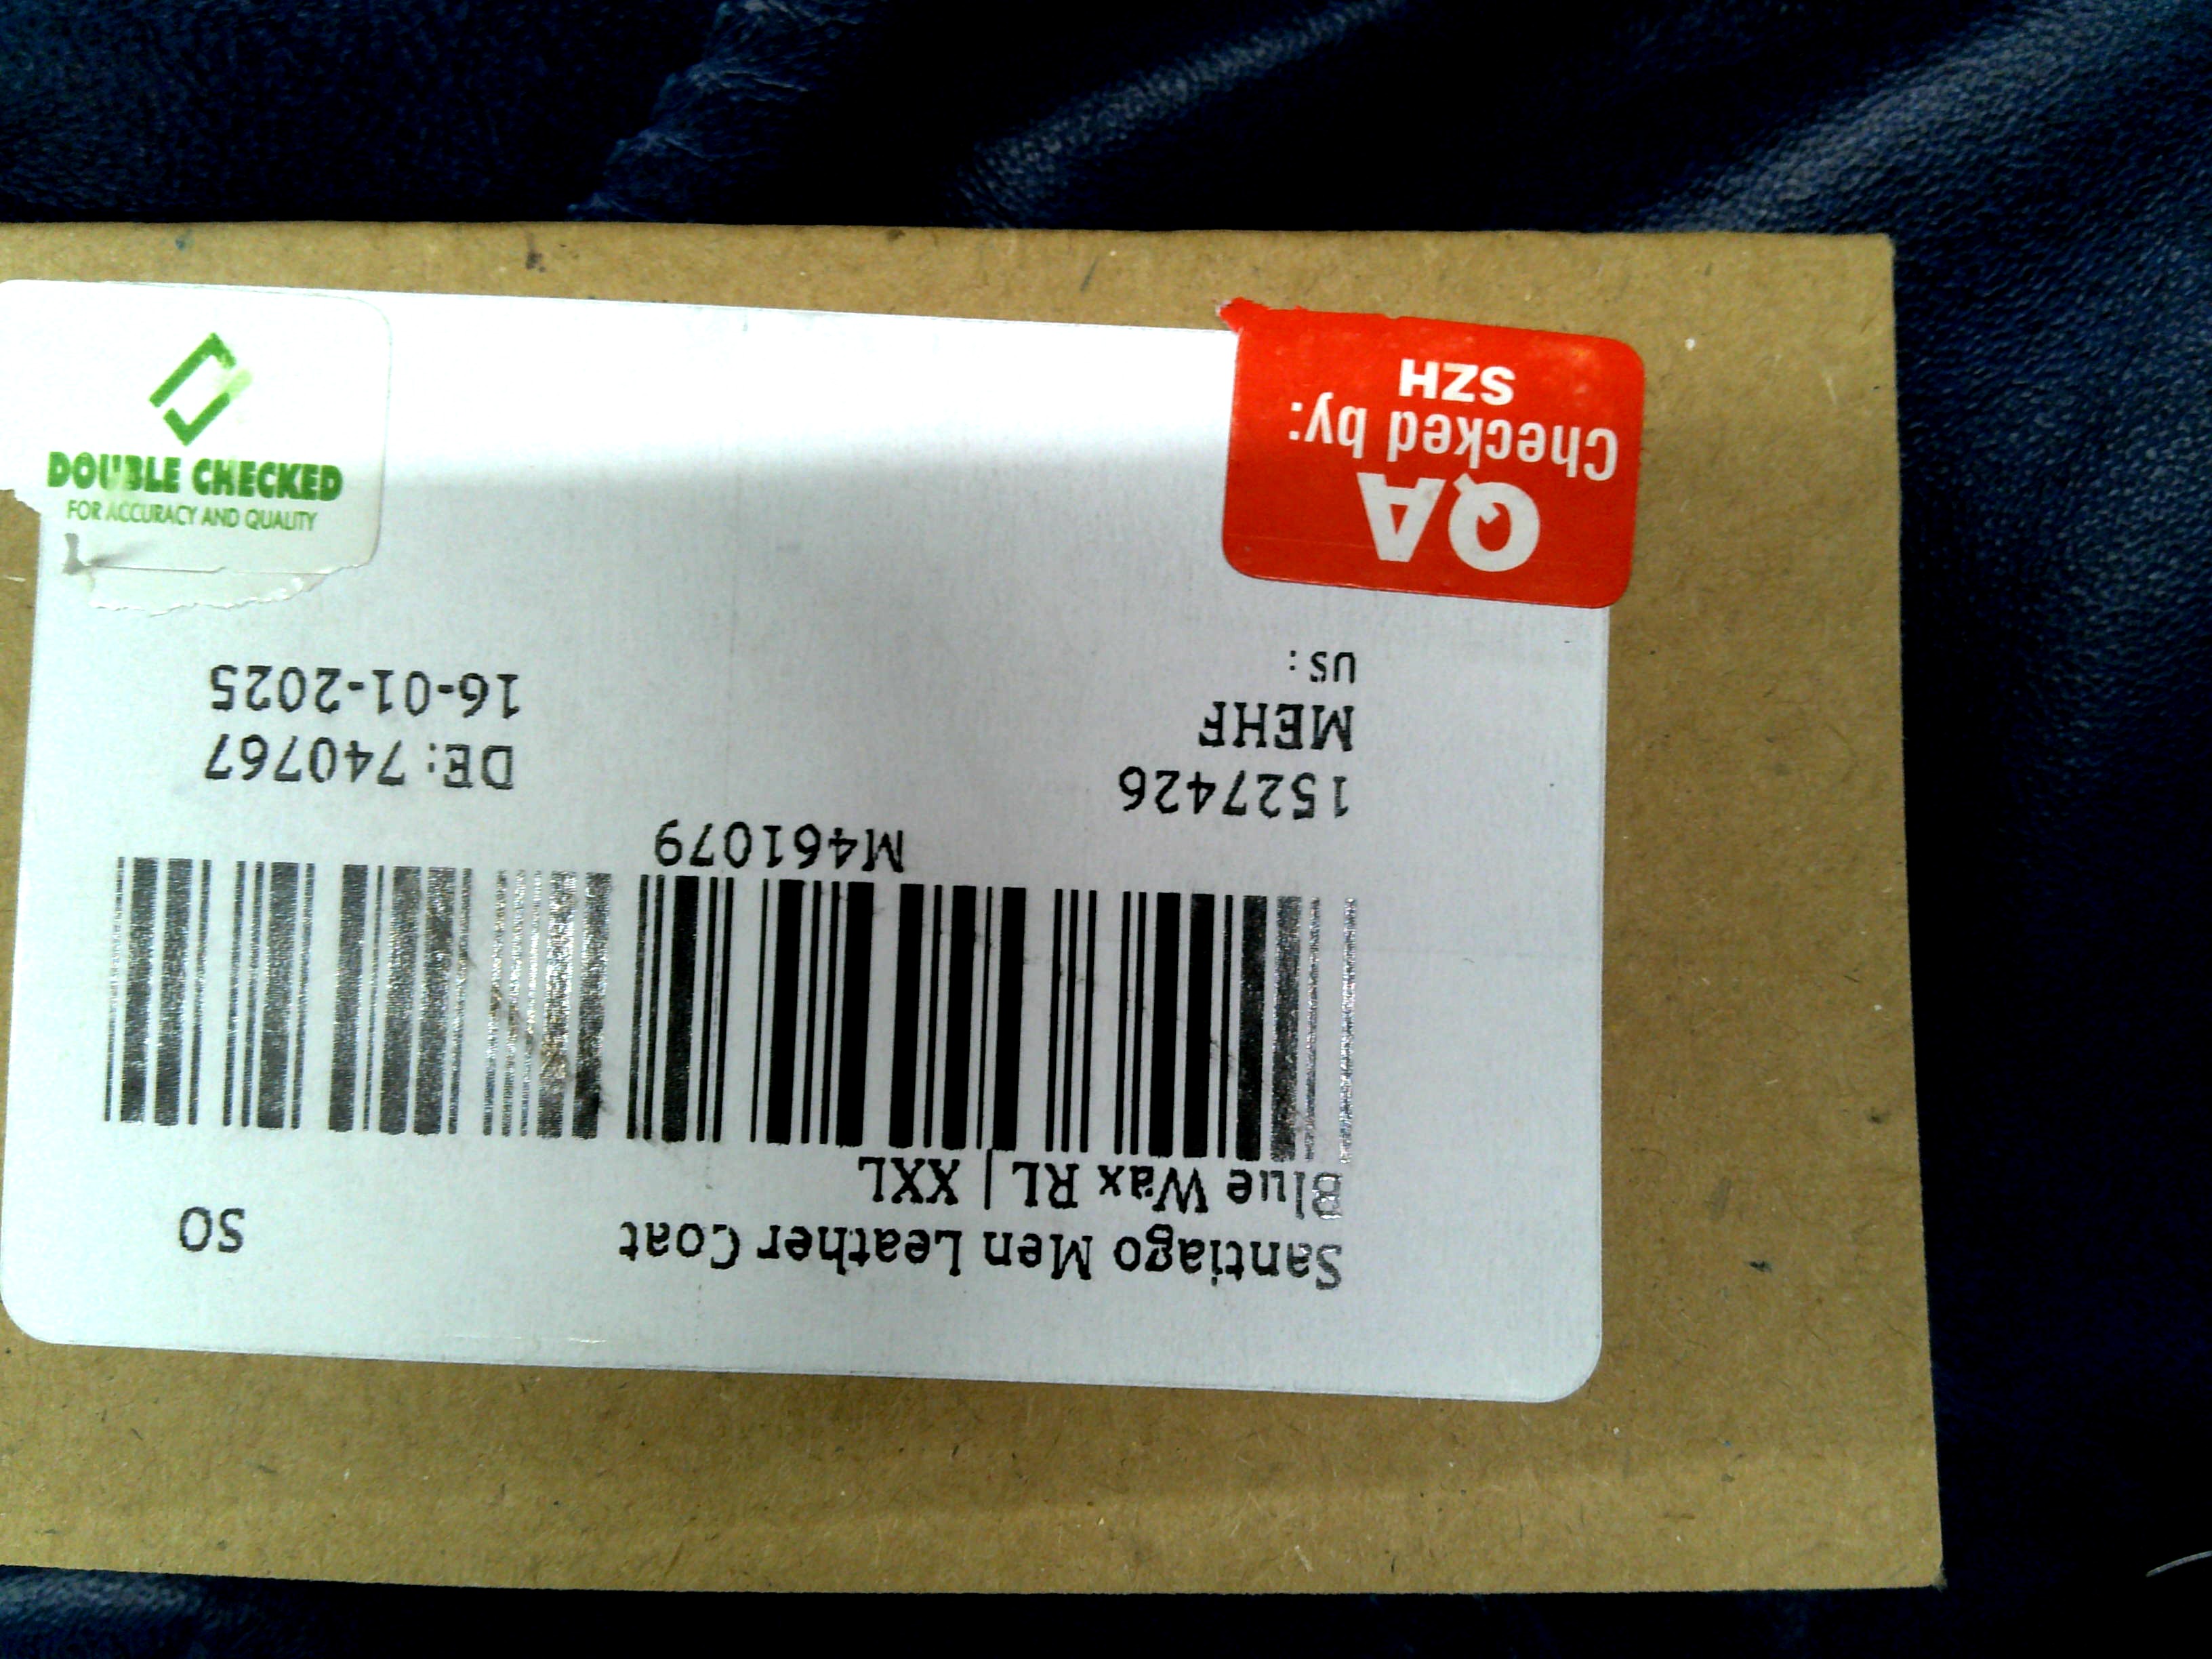 Santiago Men Leather Coat
SO
Blue Wax RL | XXL
M461079
1527426
DE: 740767
MEHF
16-01-2025
US:
QA
Checked by:
SZH
DOUBLE CHECKED
FOR ACCURACY AND QUALITY